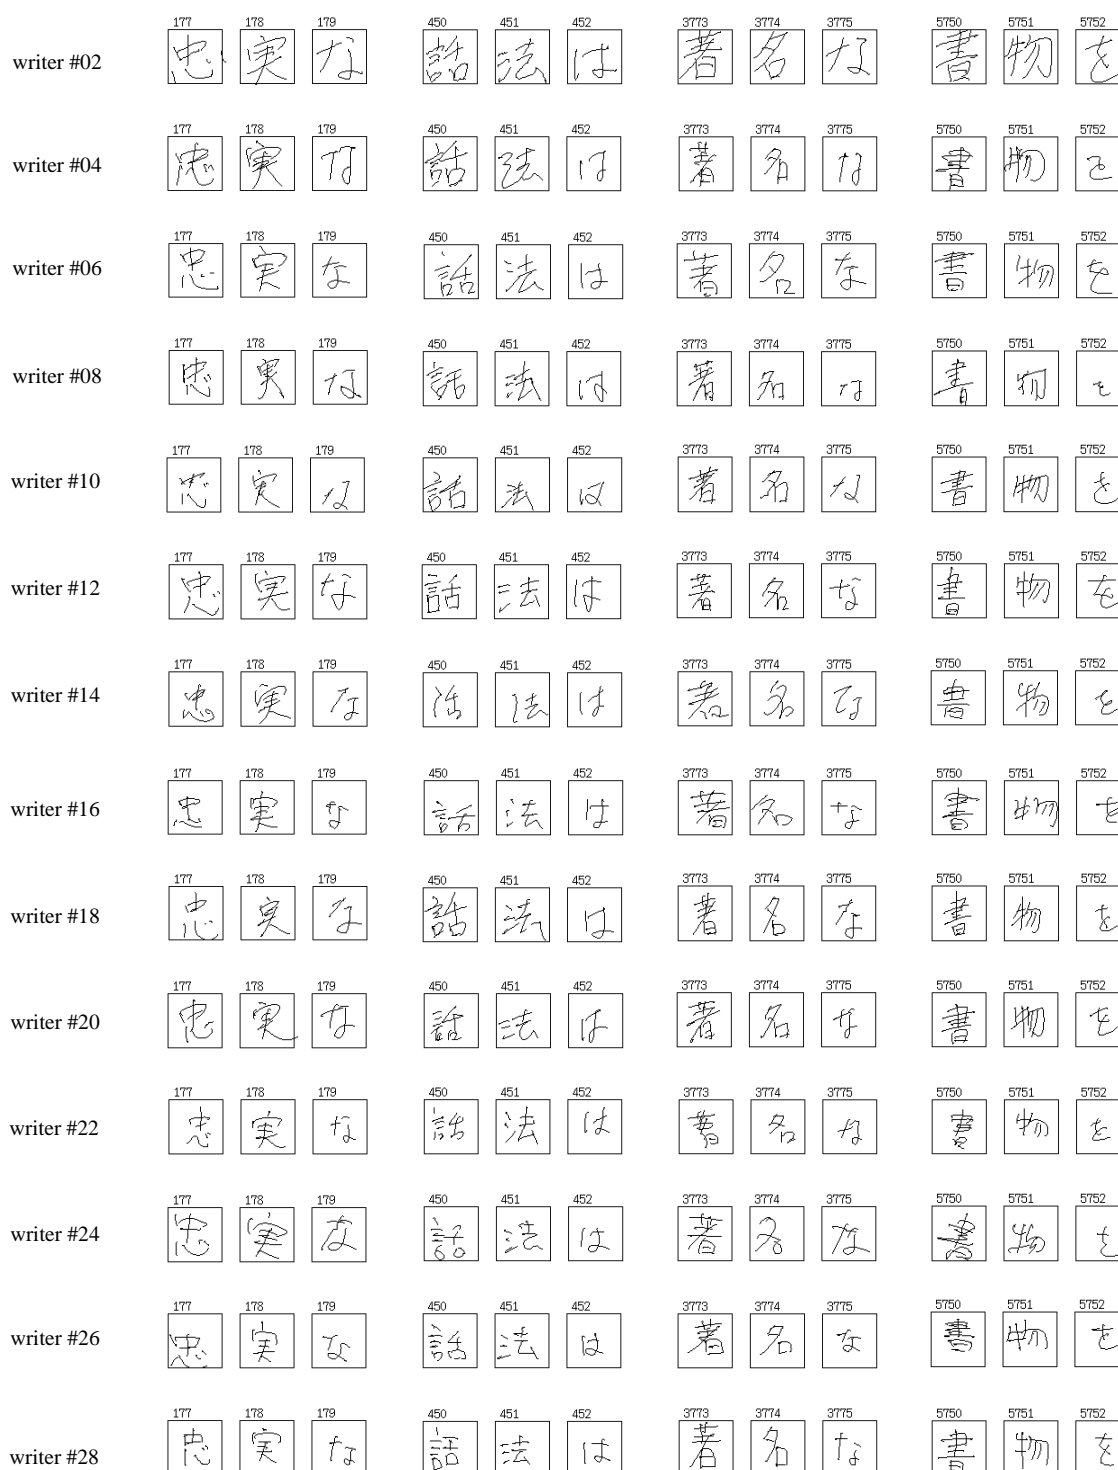 177 178 179 450 451 452 3773 3774 3775 5750 5751 5752
writer #02 忠 実 な 話 法 は 著 名 な 書 物 を
177 178 179 450 451 452 3773 3774 3775 5750 5751 5752
writer #04 忠 実 な 話 法 は 著 名 な 書 物 を
177 178 179 450 451 452 3773 3774 3775 5750 5751 5752
writer #06 忠 実 な 話 法 は 著 名 な 書 物 を
177 178 179 450 451 452 3773 3774 3775 5750 5751 5752
writer #08 忠 実 な 話 法 は 著 名 な 書 物 を
177 178 179 450 451 452 3773 3774 3775 5750 5751 5752
writer #10 忠 実 な 話 法 は 著 名 な 書 物 を
177 178 179 450 451 452 3773 3774 3775 5750 5751 5752
writer #12 忠 実 な 話 法 は 著 名 な 書 物 を
177 178 179 450 451 452 3773 3774 3775 5750 5751 5752
writer #14 忠 実 な 話 法 は 著 名 な 書 物 を
177 178 179 450 451 452 3773 3774 3775 5750 5751 5752
writer #16 忠 実 な 話 法 は 著 名 な 書 物 を
177 178 179 450 451 452 3773 3774 3775 5750 5751 5752
writer #18 忠 実 な 話 法 は 著 名 な 書 物 を
177 178 179 450 451 452 3773 3774 3775 5750 5751 5752
writer #20 忠 実 な 話 法 は 著 名 な 書 物 を
177 178 179 450 451 452 3773 3774 3775 5750 5751 5752
writer #22 忠 実 な 話 法 は 著 名 な 書 物 を
177 178 179 450 451 452 3773 3774 3775 5750 5751 5752
writer #24 忠 実 な 話 法 は 著 名 な 書 物 を
177 178 179 450 451 452 3773 3774 3775 5750 5751 5752
writer #26 忠 実 な 話 法 は 著 名 な 書 物 を
177 178 179 450 451 452 3773 3774 3775 5750 5751 5752
writer #28 忠 実 な 話 法 は 著 名 な 書 物 を